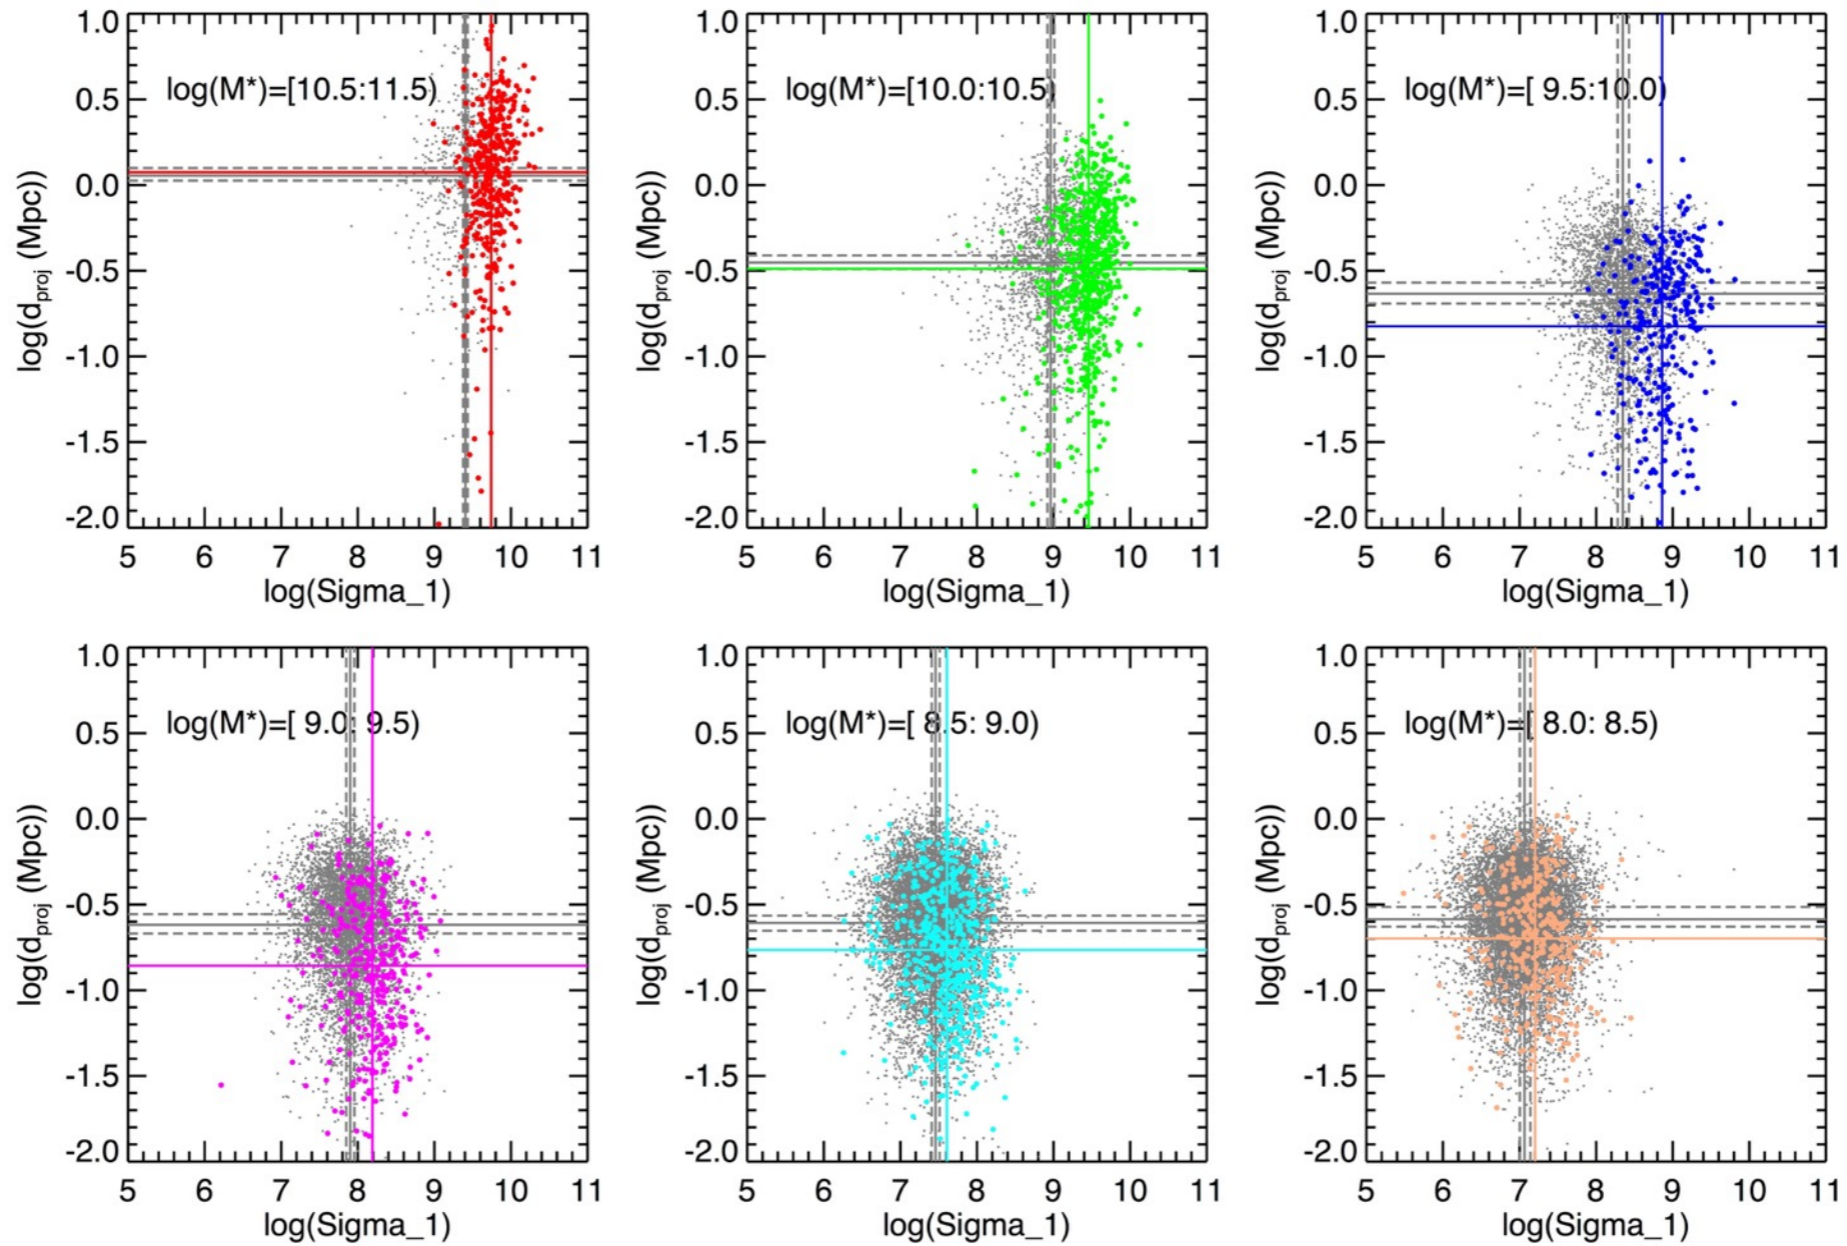 1.0
0.5
0.0
-0.5
-1.0
-1.5
-2.0
log(d_proj (Mpc))
log(M*)=[10.5:11.5)
5 6 7 8 9 10 11
log(Sigma_1)
1.0
0.5
0.0
-0.5
-1.0
-1.5
-2.0
log(d_proj (Mpc))
log(M*)=[10.0:10.5)
5 6 7 8 9 10 11
log(Sigma_1)
1.0
0.5
0.0
-0.5
-1.0
-1.5
-2.0
log(d_proj (Mpc))
log(M*)=[ 9.5:10.0)
5 6 7 8 9 10 11
log(Sigma_1)
1.0
0.5
0.0
-0.5
-1.0
-1.5
-2.0
log(d_proj (Mpc))
log(M*)=[ 9.0: 9.5)
5 6 7 8 9 10 11
log(Sigma_1)
1.0
0.5
0.0
-0.5
-1.0
-1.5
-2.0
log(d_proj (Mpc))
log(M*)=[ 8.5: 9.0)
5 6 7 8 9 10 11
log(Sigma_1)
1.0
0.5
0.0
-0.5
-1.0
-1.5
-2.0
log(d_proj (Mpc))
log(M*)=[ 8.0: 8.5)
5 6 7 8 9 10 11
log(Sigma_1)